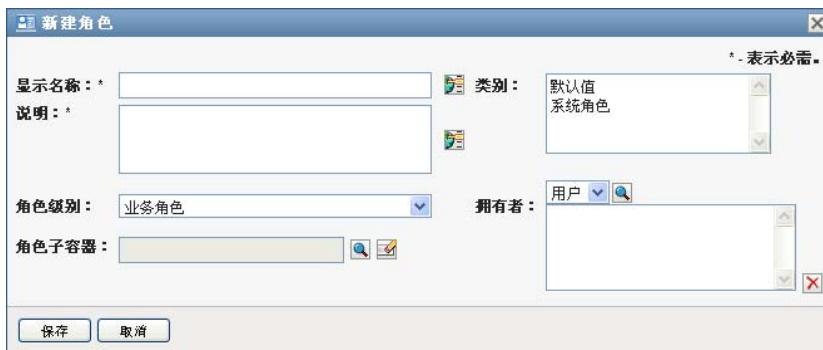 新建角色
*- 表示必需。
显示名称：*
类别：
默认值
系统角色
说明：*
角色级别：
业务角色
拥有者：
用户
角色子容器：
保存
取消